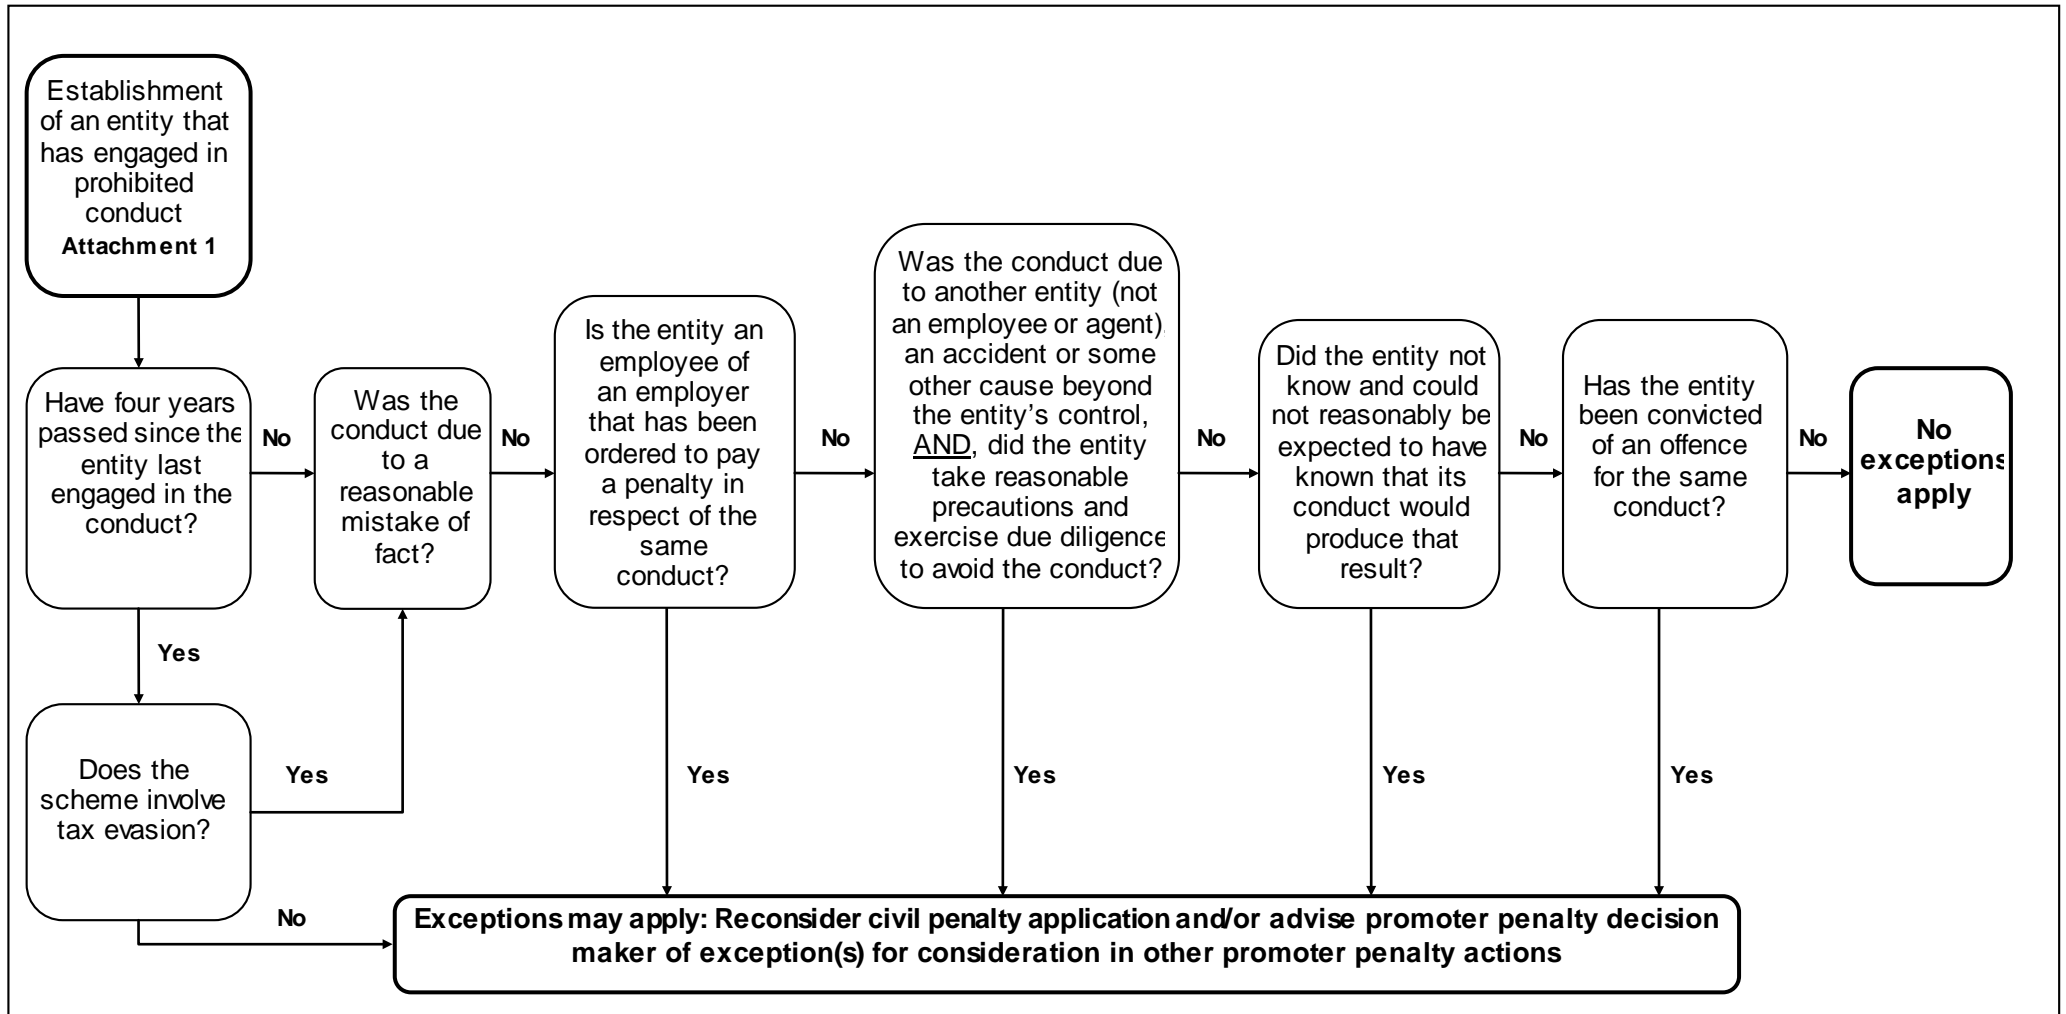 Establishment
of an entity that
has engaged in
prohibited
conduct
Attachment 1
Have four years
passed since the
entity last
engaged in the
conduct?
No
Was the
conduct due
to a
reasonable
mistake of
fact?
No
Is the entity an
employee of
an employer
that has been
ordered to pay
a penalty in
respect of the
same
conduct?
No
Was the conduct due
to another entity (not
an employee or agent),
an accident or some
other cause beyond
the entity's control,
AND, did the entity
take reasonable
precautions and
exercise due diligence
to avoid the conduct?
No
Did the entity not
know and could
not reasonably be
expected to have
known that its
conduct would
produce that
result?
No
Has the entity
been convicted
of an offence
for the same
conduct?
No
No
exceptions
apply
Yes
Does the
scheme involve
tax evasion?
Yes
Yes
Yes
Yes
Yes
No
Exceptions may apply: Reconsider civil penalty application and/or advise promoter penalty decision
maker of exception(s) for consideration in other promoter penalty actions